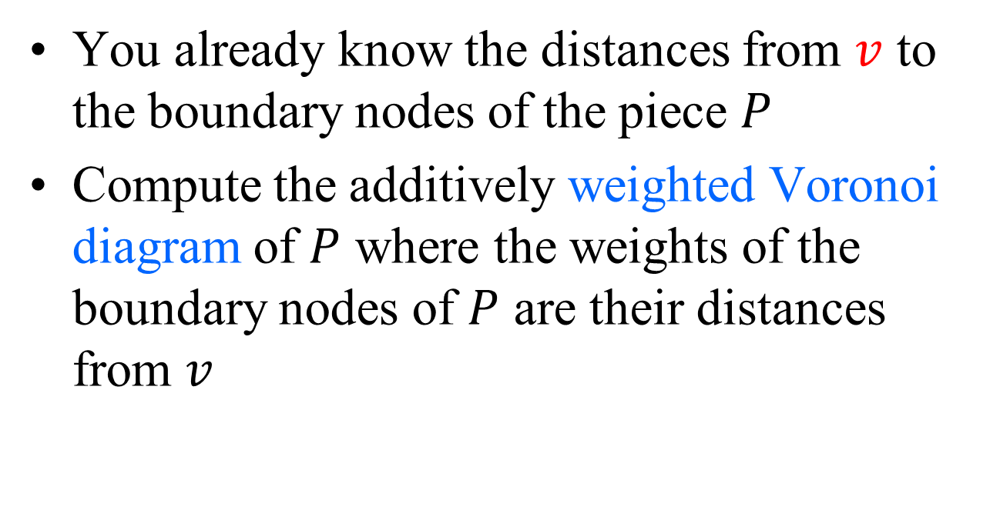 • You already know the distances from 𝑣 to
the boundary nodes of the piece 𝑃
• Compute the additively weighted Voronoi
diagram of 𝑃 where the weights of the
boundary nodes of 𝑃 are their distances
from 𝑣